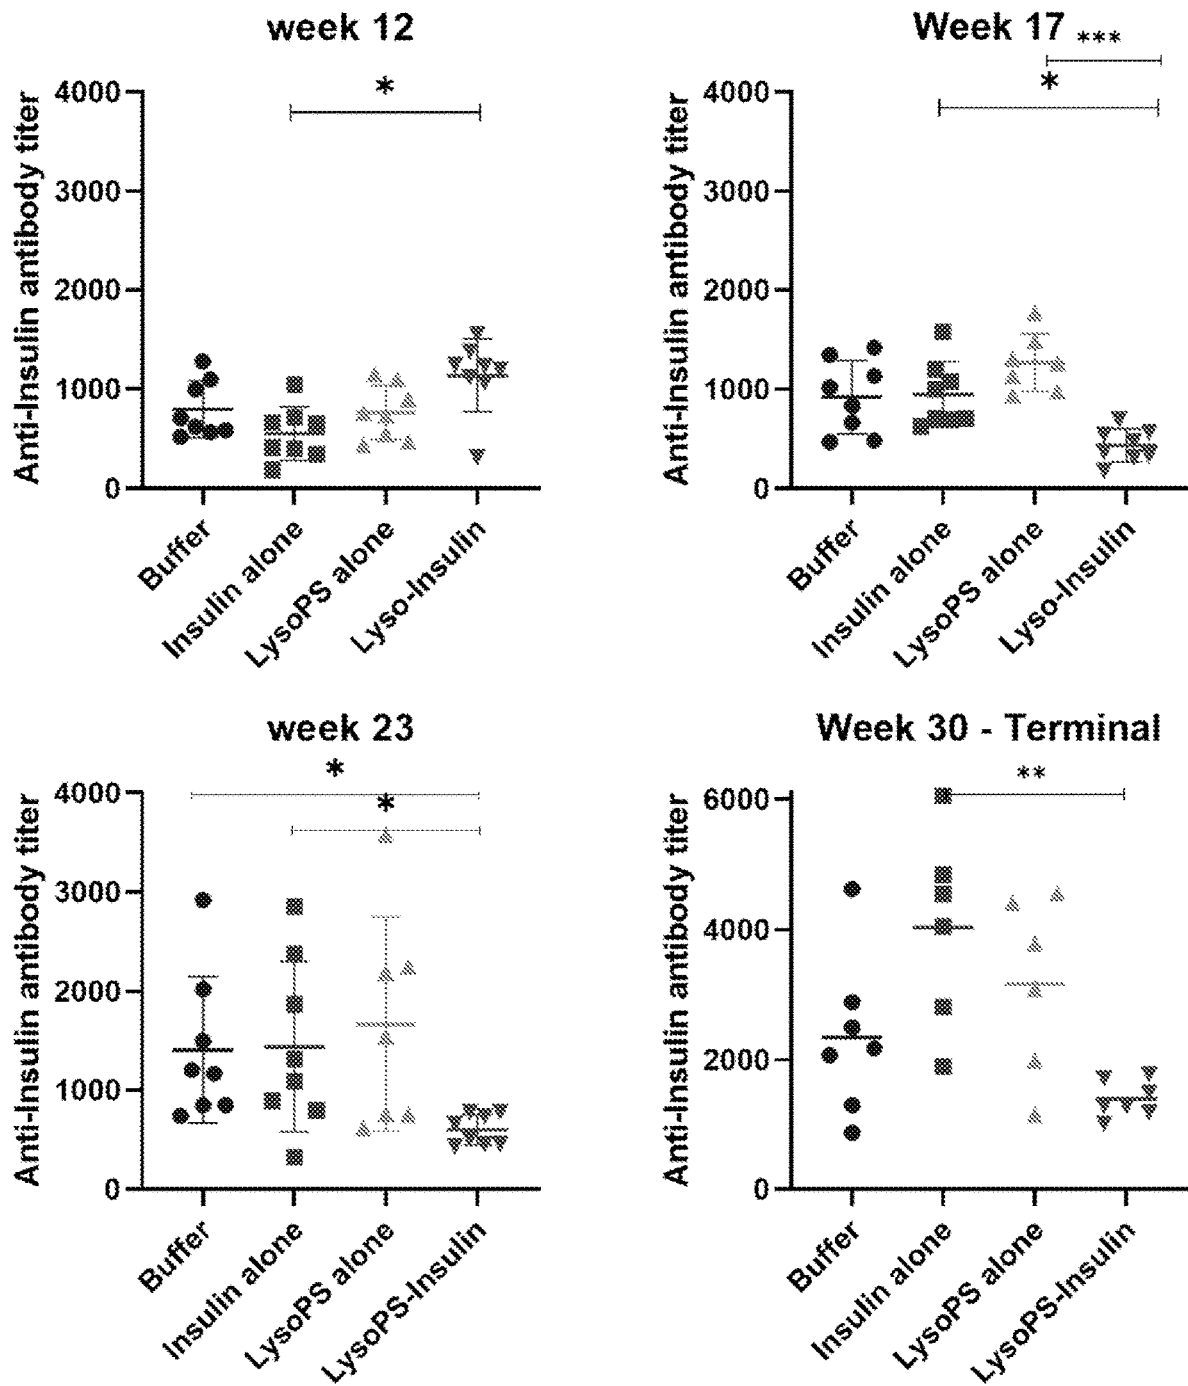 week 12
*
Anti-Insulin antibody titer
4000
3000
2000
1000
0
Buffer
Insulin alone
LysoPS alone
Lyso-Insulin
Week 17
***
*
Anti-Insulin antibody titer
4000
3000
2000
1000
0
Buffer
Insulin alone
LysoPS alone
Lyso-Insulin
week 23
*
*
Anti-Insulin antibody titer
4000
3000
2000
1000
0
Buffer
Insulin alone
LysoPS alone
LysoPS-Insulin
Week 30 - Terminal
**
Anti-Insulin antibody titer
6000
4000
2000
0
Buffer
Insulin alone
LysoPS alone
LysoPS-Insulin